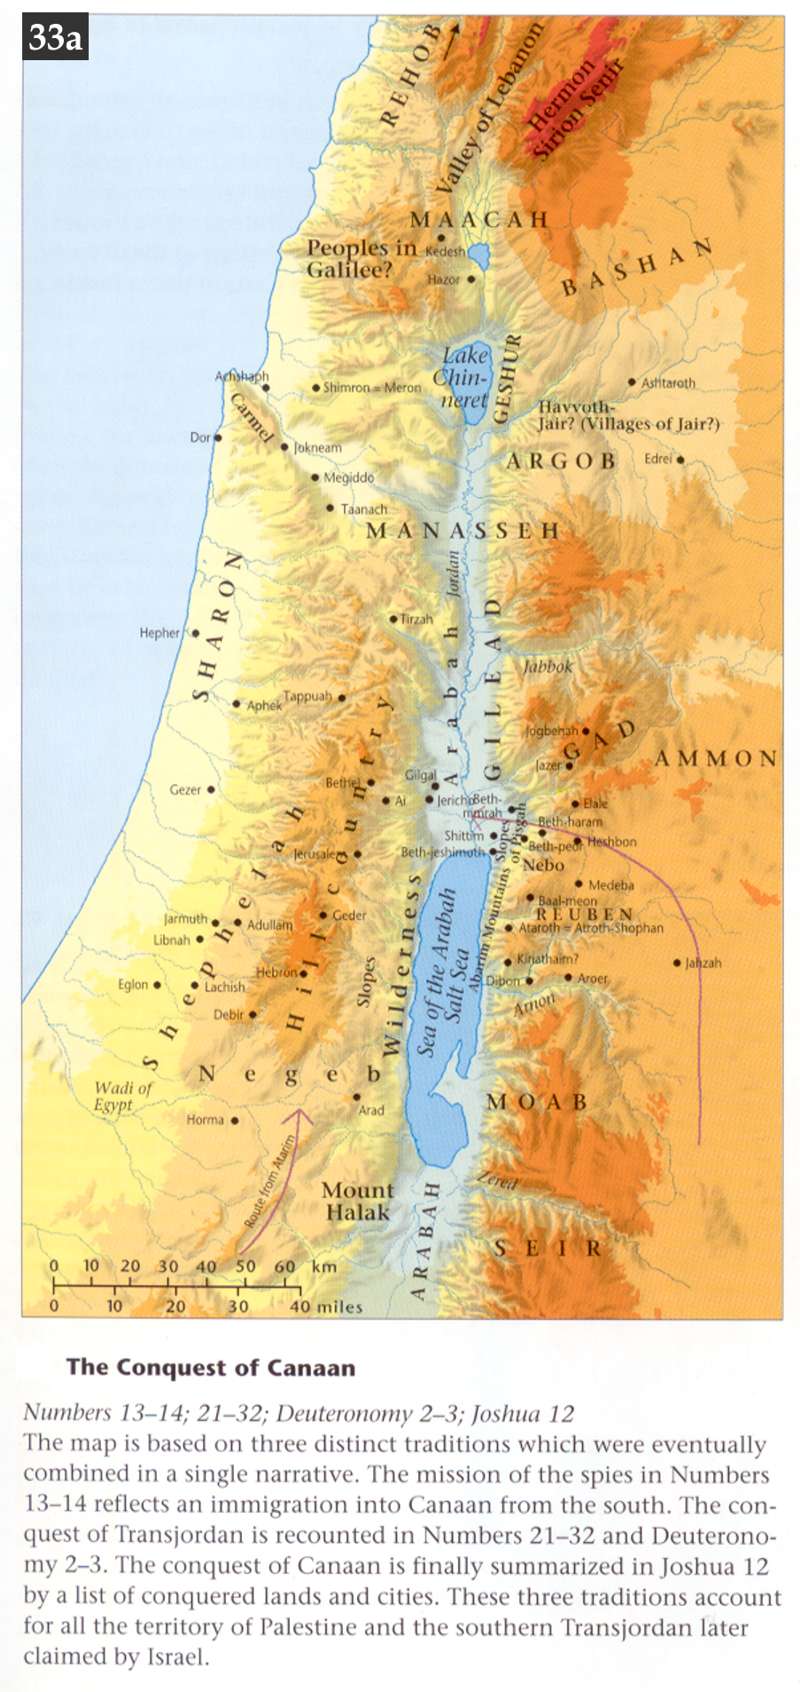 33a
REHOB
Valley of Lebanon
Hermon
Sirion Senir
MAACAH
Peoples in
Galilee?
Kedesh
Hazor
BASHAN
Lake
Chin-
neret
GESHUR
Achshaph
Shimron = Meron
Ashtaroth
Carmel
Havvoth-
Jair? (Villages of Jair?)
Dor
Jokneam
ARGOB
Edrei
Megiddo
Taanach
MANASSEH
Jordan
SHARON
Tirzah
Hepher
Arabah
GILEAD
Jabbok
Tappuah
Aphek
Jogbehah
GAD
Jazer
AMMON
Gilgal
Bethel
Gezer
Ai
Jericho
Beth-
nimrah
Elale
Shittim
Slopes
of Pisgah
Beth-haram
Beth-peor
Heshbon
Jerusalem
Beth-jeshimoth
Nebo
Medeba
Shephelah
Hill country
Wilderness
Slopes
Sea of the Arabah
Salt Sea
Abarim Mountains
Baal-meon
REUBEN
Jarmuth
Adullam
Geder
Ataroth = Atroth-Shophan
Libnah
Kiriathaim?
Jahzah
Hebron
Eglon
Lachish
Dibon
Aroer
Debir
Arnon
Negeb
Wadi of
Egypt
Arad
MOAB
Horma
Route from Atarim
Mount
Halak
Zered
ARABAH
SEIR
0 10 20 30 40 50 60 km
0 10 20 30 40 miles
The Conquest of Canaan
Numbers 13–14; 21–32; Deuteronomy 2–3; Joshua 12
The map is based on three distinct traditions which were eventually
combined in a single narrative. The mission of the spies in Numbers
13–14 reflects an immigration into Canaan from the south. The con-
quest of Transjordan is recounted in Numbers 21–32 and Deuterono-
my 2–3. The conquest of Canaan is finally summarized in Joshua 12
by a list of conquered lands and cities. These three traditions account
for all the territory of Palestine and the southern Transjordan later
claimed by Israel.